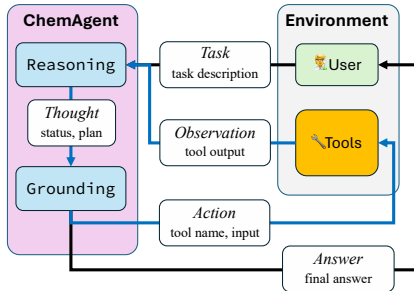 ChemAgent
Environment
Reasoning
Task
task description
User
Thought
status, plan
Observation
tool output
Tools
Grounding
Action
tool name, input
Answer
final answer